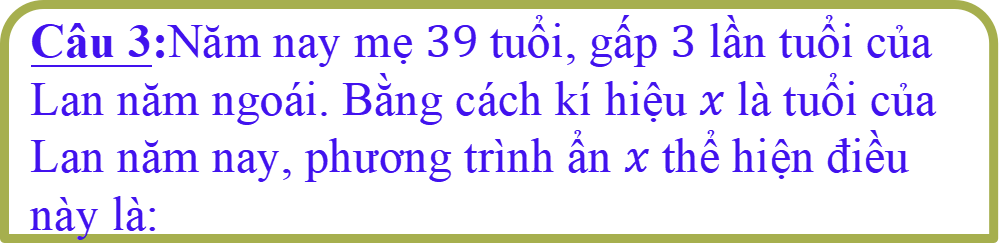 Câu 3:Năm nay mẹ 39 tuổi, gấp 3 lần tuổi của
Lan năm ngoái. Bằng cách kí hiệu x là tuổi của
Lan năm nay, phương trình ẩn x thể hiện điều
này là: